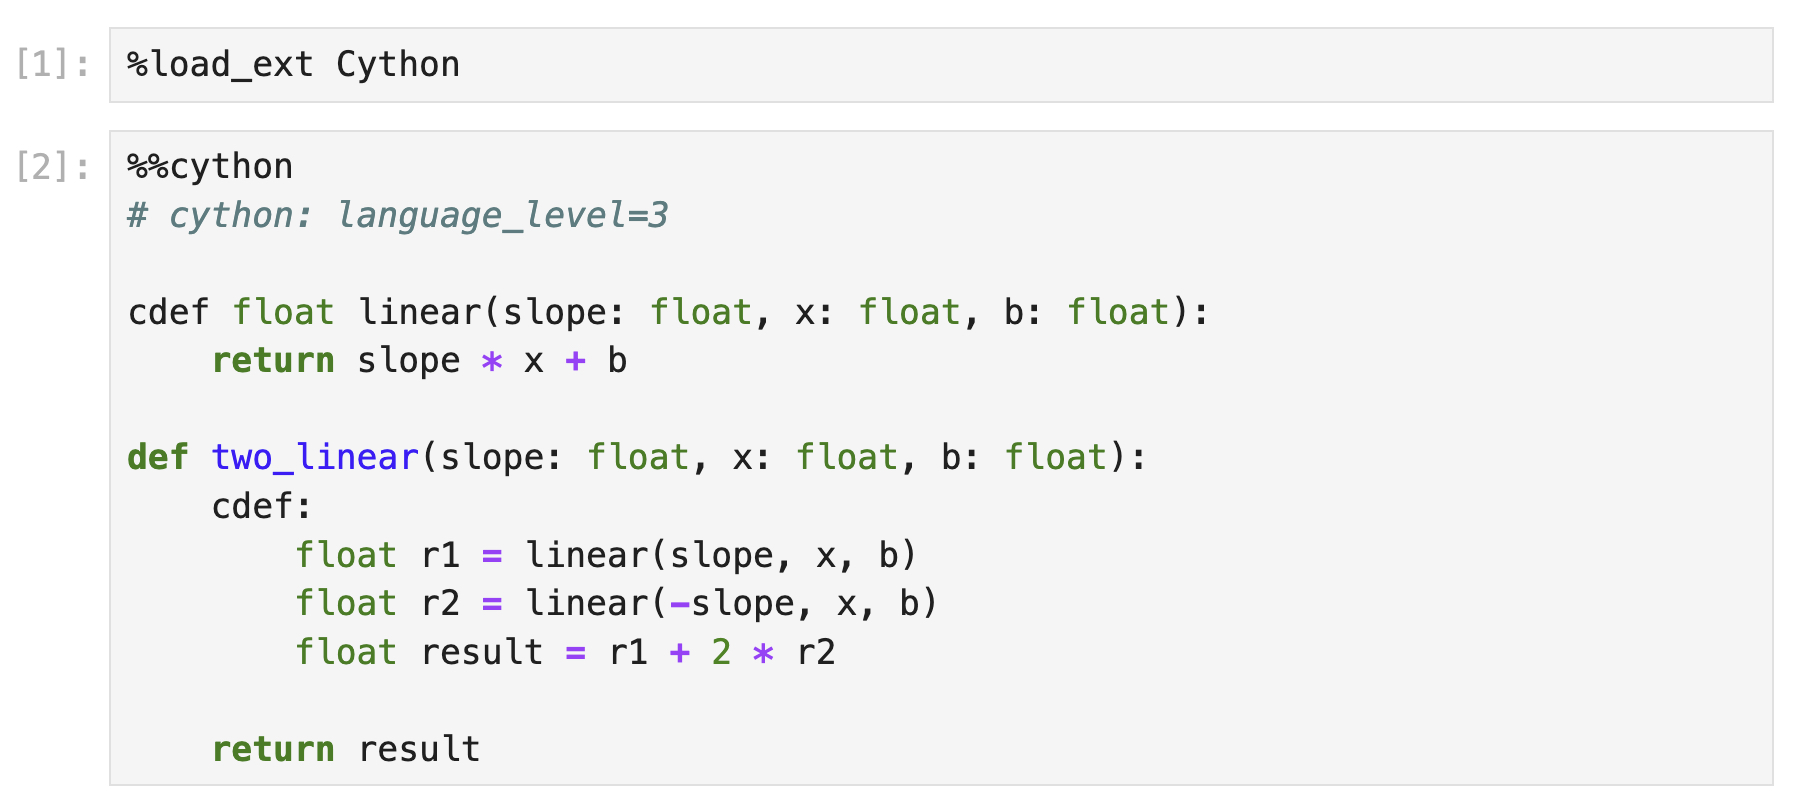 [1]: %load_ext Cython
[2]: %%cython
# cython: language_level=3

cdef float linear(slope: float, x: float, b: float):
    return slope * x + b

def two_linear(slope: float, x: float, b: float):
    cdef:
        float r1 = linear(slope, x, b)
        float r2 = linear(-slope, x, b)
        float result = r1 + 2 * r2

    return result